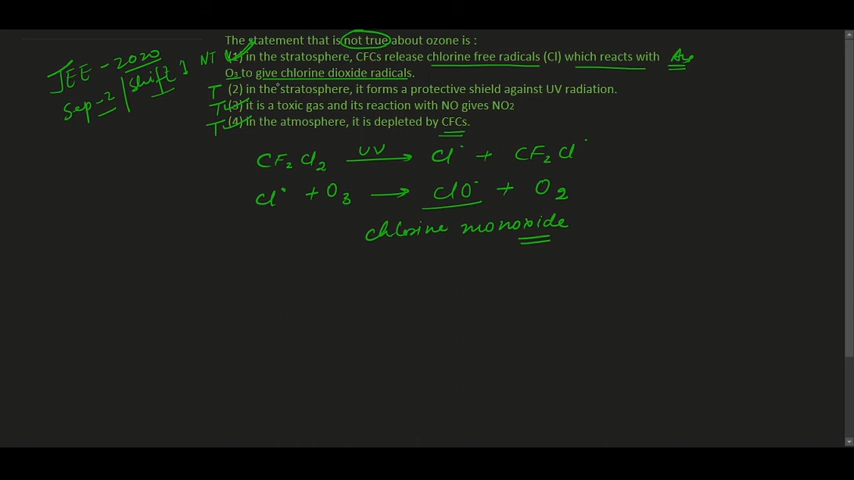 The statement that is not true about ozone is :
JEE - 2020
Sep - 2 | Shift 1
NT (1) in the stratosphere, CFCs release chlorine free radicals (Cl) which reacts with Ans
O₃ to give chlorine dioxide radicals.
T (2) in the stratosphere, it forms a protective shield against UV radiation.
T (3) it is a toxic gas and its reaction with NO gives NO2
T (4) in the atmosphere, it is depleted by CFCs.
CF₂Cl₂ UV → Cl˙ + CF₂Cl˙
Cl˙ + O₃ → ClO˙ + O₂
chlorine monoxide